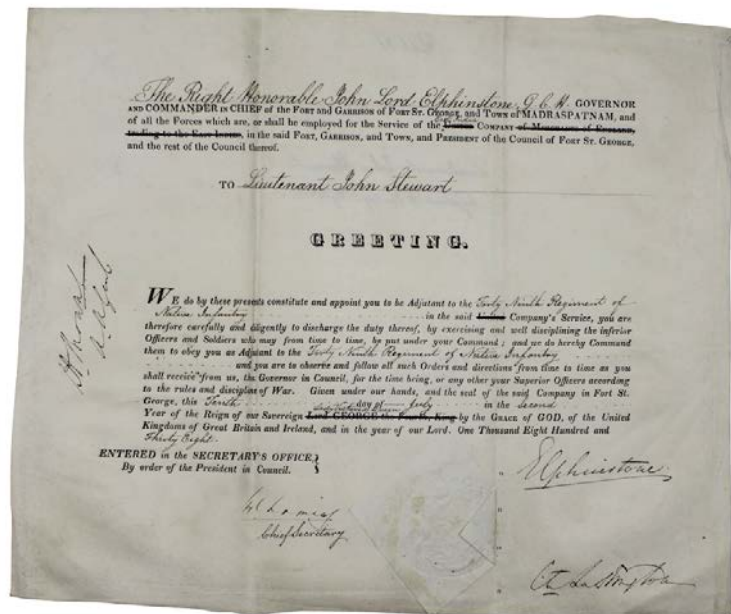 The Right Honorable John Lord Elphinstone G. C. H. GOVERNOR
AND COMMANDER IN CHIEF of the FORT and GARRISON of FORT ST. GEORGE, and TOWN of MADRASPATNAM, and
of all the Forces which are, or shall be employed for the Service of the COMPANY of MERCHANTS of ENGLAND,
trading to the EAST INDIES, in the said FORT, GARRISON, and TOWN, and PRESIDENT of the Council of FORT ST. GEORGE,
and the rest of the Council thereof.
TO Lieutenant John Stewart
GREETING.
WE do by these presents constitute and appoint you to be Adjutant to the Forty Ninth Regiment of
Native Infantry in the said United Company's Service, you are
therefore carefully and diligently to discharge the duty thereof, by exercising and well disciplining the inferior
Officers and Soldiers who may from time to time, be put under your Command; and we do hereby Command
them to obey you as Adjutant to the Forty Ninth Regiment of Native Infantry
and you are to observe and follow all such Orders and directions from time to time as you
shall receive from us, the Governor in Council, for the time being, or any other your Superior Officers according
to the rules and discipline of War. Given under our hands, and the seal of the said Company in Fort St.
George, this Tenth day of July in the Second
Year of the Reign of our Sovereign Lord GEORGE the Fourth, King by the GRACE of GOD, of the United
Kingdoms of Great Britain and Ireland, and in the year of our Lord. One Thousand Eight Hundred and
Thirty Eight.
ENTERED in the SECRETARY'S OFFICE,
By order of the President in Council.
Elphinstone
Chief Secretary